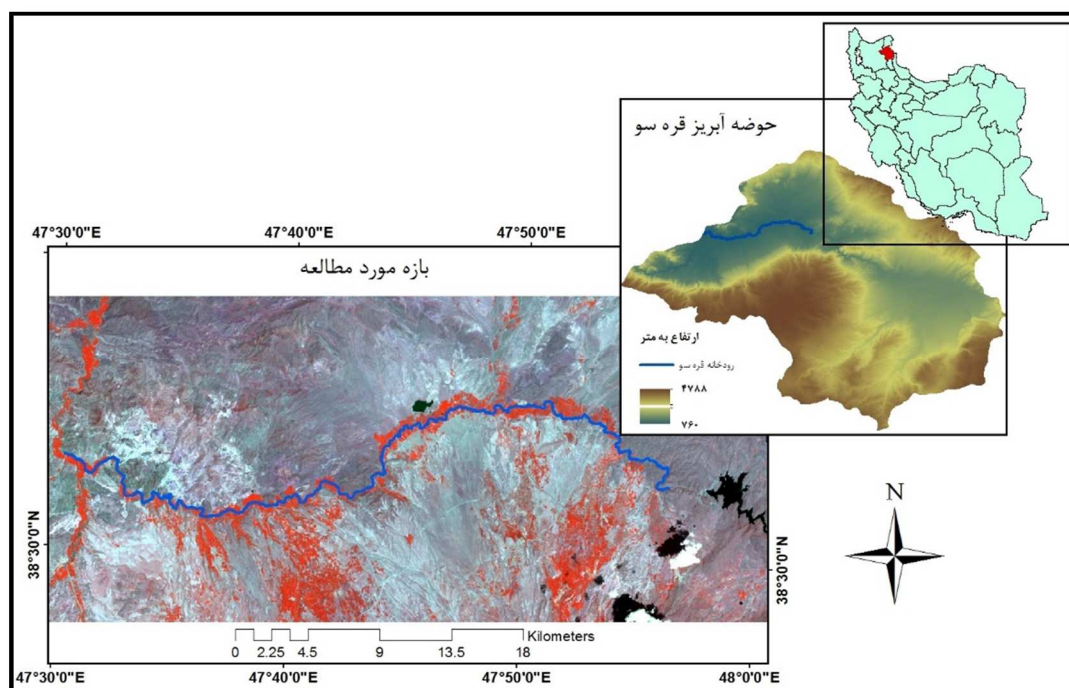 حوضه آبریز قره سو
ارتفاع به متر
رودخانه قره سو
۴۷۸۸
۷۶۰
47°30'0"E 47°40'0"E 47°50'0"E
بازه مورد مطالعه
38°30'0"N
38°30'0"N
Kilometers
0 2.25 4.5 9 13.5 18
47°30'0"E 47°40'0"E 47°50'0"E 48°0'0"E
N